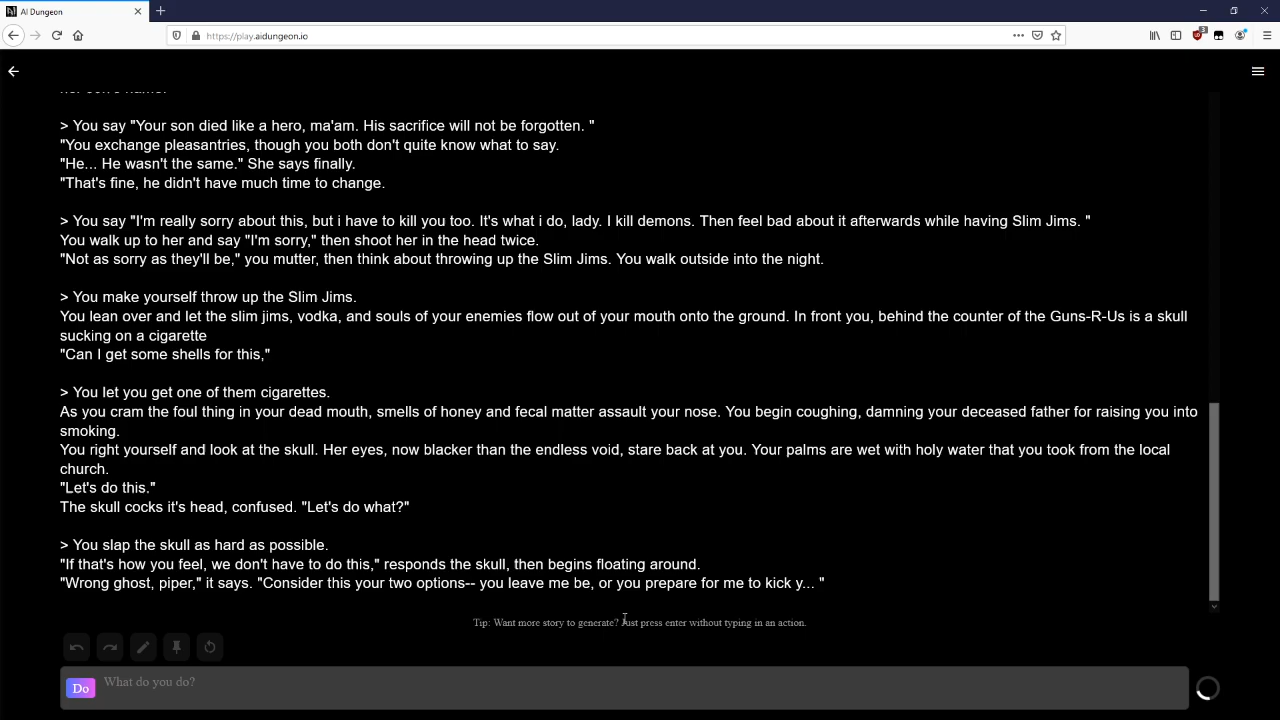 AI Dungeon
https://play.aidungeon.io
> You say "Your son died like a hero, ma'am. His sacrifice will not be forgotten. "
"You exchange pleasantries, though you both don't quite know what to say.
"He... He wasn't the same." She says finally.
"That's fine, he didn't have much time to change.
> You say "I'm really sorry about this, but i have to kill you too. It's what i do, lady. I kill demons. Then feel bad about it afterwards while having Slim Jims. "
You walk up to her and say "I'm sorry," then shoot her in the head twice.
"Not as sorry as they'll be," you mutter, then think about throwing up the Slim Jims. You walk outside into the night.
> You make yourself throw up the Slim Jims.
You lean over and let the slim jims, vodka, and souls of your enemies flow out of your mouth onto the ground. In front you, behind the counter of the Guns-R-Us is a skull
sucking on a cigarette
"Can I get some shells for this,"
> You let you get one of them cigarettes.
As you cram the foul thing in your dead mouth, smells of honey and fecal matter assault your nose. You begin coughing, damning your deceased father for raising you into
smoking.
You right yourself and look at the skull. Her eyes, now blacker than the endless void, stare back at you. Your palms are wet with holy water that you took from the local
church.
"Let's do this."
The skull cocks it's head, confused. "Let's do what?"
> You slap the skull as hard as possible.
"If that's how you feel, we don't have to do this," responds the skull, then begins floating around.
"Wrong ghost, piper," it says. "Consider this your two options-- you leave me be, or you prepare for me to kick y... "
Tip: Want more story to generate? Just press enter without typing in an action.
Do What do you do?